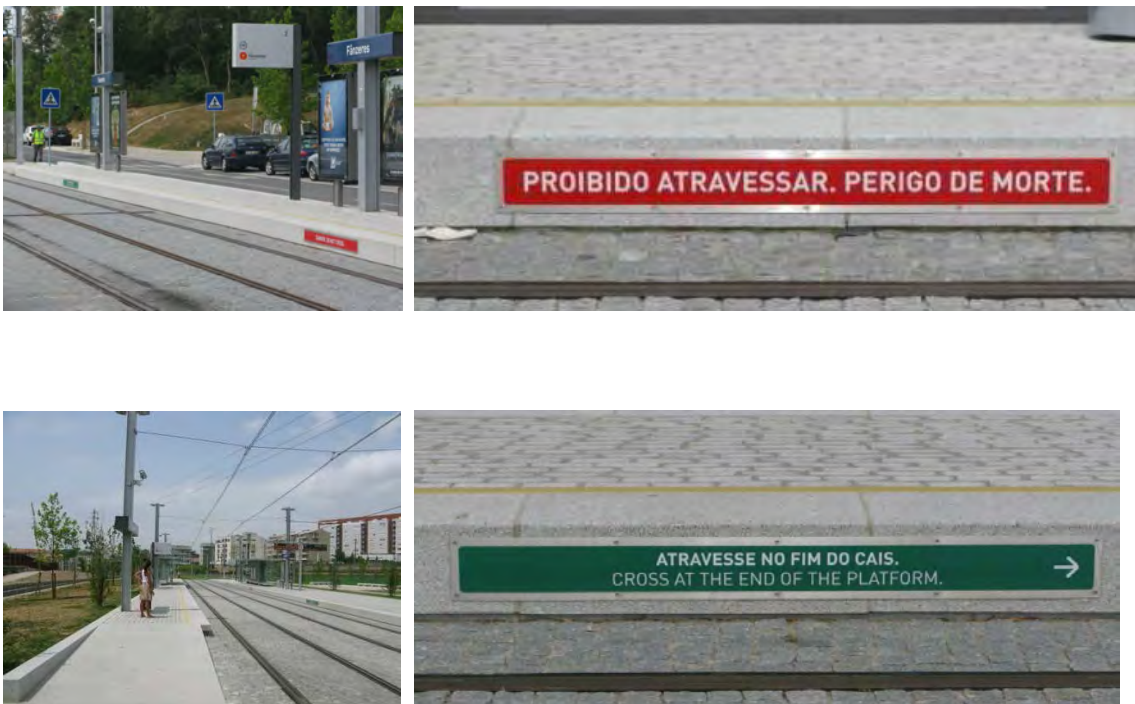 Fânzeres
PROIBIDO ATRAVESSAR. PERIGO DE MORTE.
ATRAVESSE NO FIM DO CAIS.
CROSS AT THE END OF THE PLATFORM.